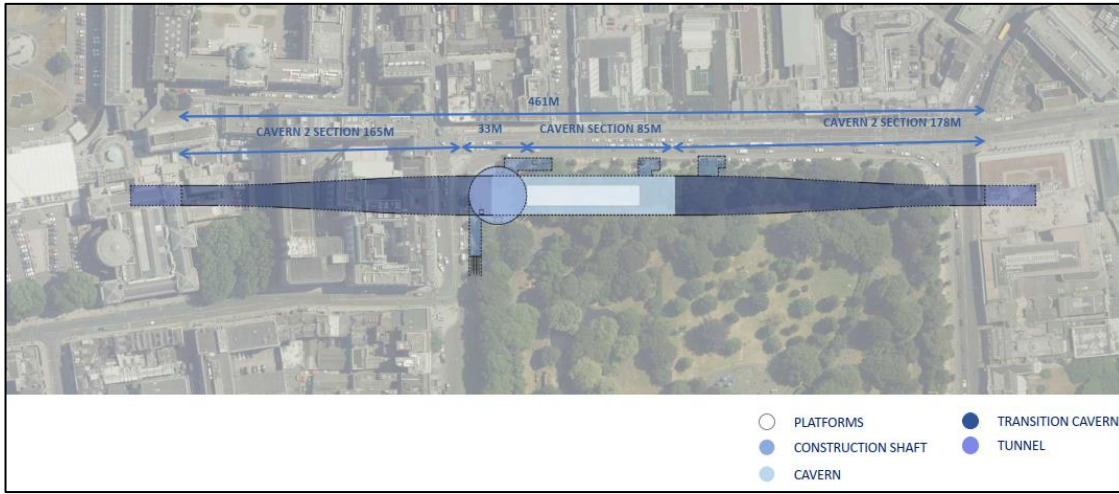 461M
CAVERN 2 SECTION 165M
33M
CAVERN SECTION 85M
CAVERN 2 SECTION 178M
PLATFORMS
TRANSITION CAVERN
CONSTRUCTION SHAFT
TUNNEL
CAVERN